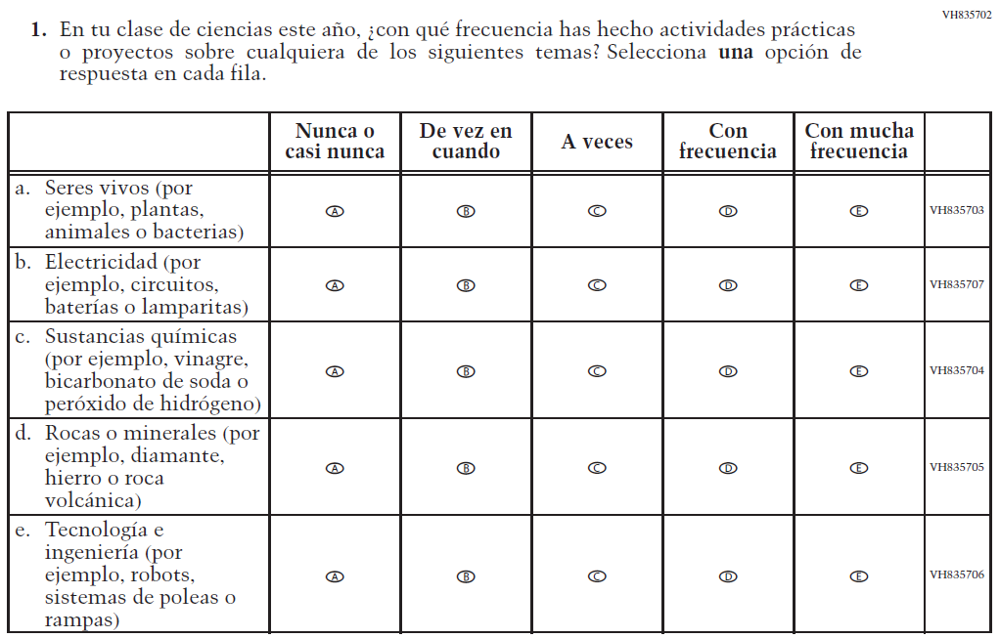 VH835702
1. En tu clase de ciencias este año, ¿con qué frecuencia has hecho actividades prácticas
o proyectos sobre cualquiera de los siguientes temas? Selecciona una opción de
respuesta en cada fila.
Nunca o
casi nunca
De vez en
cuando
A veces
Con
frecuencia
Con mucha
frecuencia
a. Seres vivos (por
ejemplo, plantas,
animales o bacterias)
A B C D E VH835703
b. Electricidad (por
ejemplo, circuitos,
baterías o lamparitas)
A B C D E VH835707
c. Sustancias químicas
(por ejemplo, vinagre,
bicarbonato de soda o
peróxido de hidrógeno)
A B C D E VH835704
d. Rocas o minerales (por
ejemplo, diamante,
hierro o roca
volcánica)
A B C D E VH835705
e. Tecnología e
ingeniería (por
ejemplo, robots,
sistemas de poleas o
rampas)
A B C D E VH835706